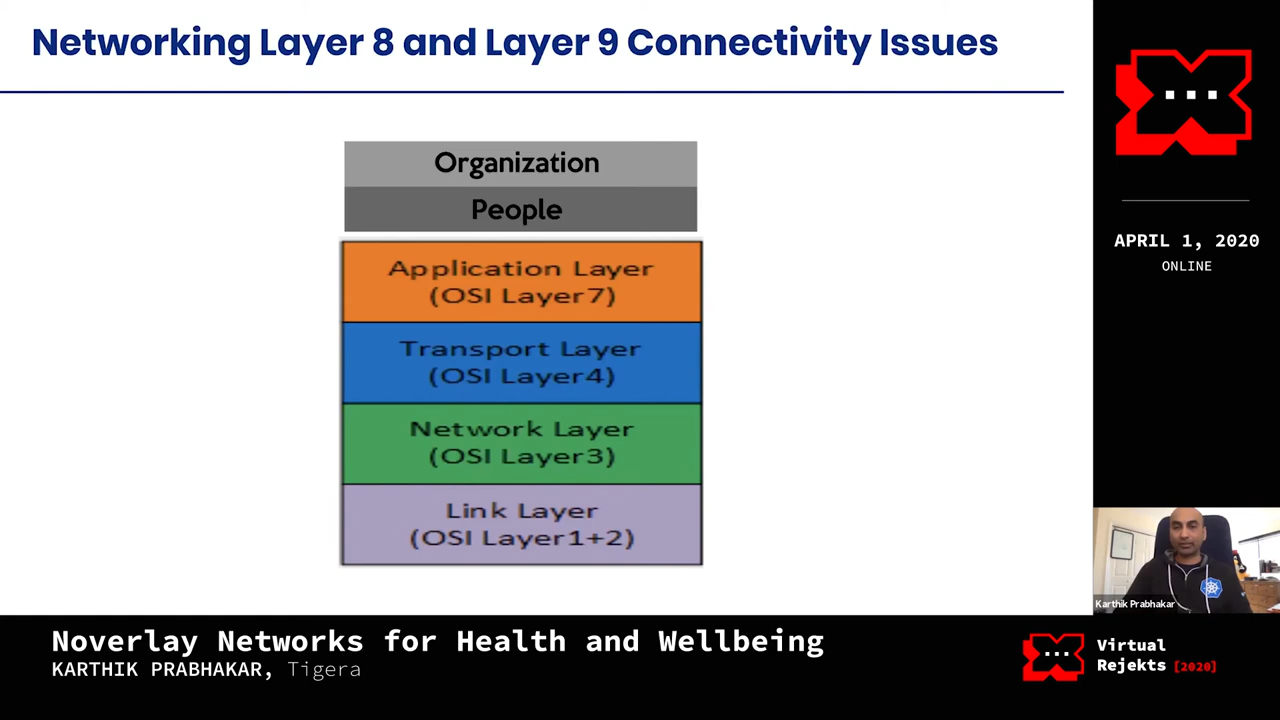 Networking Layer 8 and Layer 9 Connectivity Issues
Organization
People
Application Layer
(OSI Layer7)
Transport Layer
(OSI Layer4)
Network Layer
(OSI Layer3)
Link Layer
(OSI Layer1+2)
APRIL 1, 2020
ONLINE
Karthik Prabhakar
Noverlay Networks for Health and Wellbeing
KARTHIK PRABHAKAR, Tigera
Virtual
Rejekts [2020]